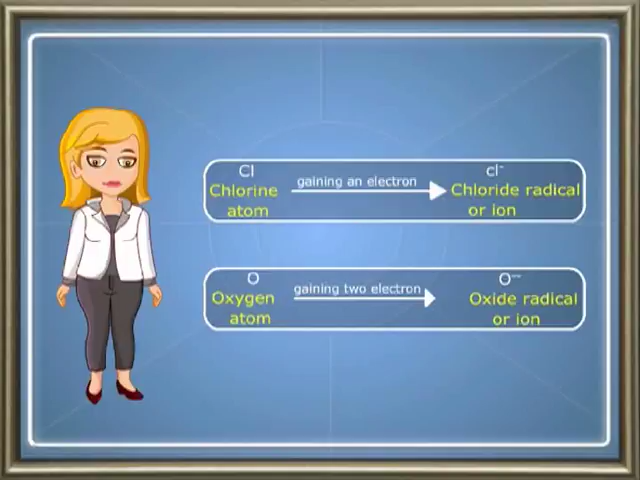 Cl
Chlorine
atom
gaining an electron
cl⁻
Chloride radical
or ion
O
Oxygen
atom
gaining two electron
O⁻⁻
Oxide radical
or ion